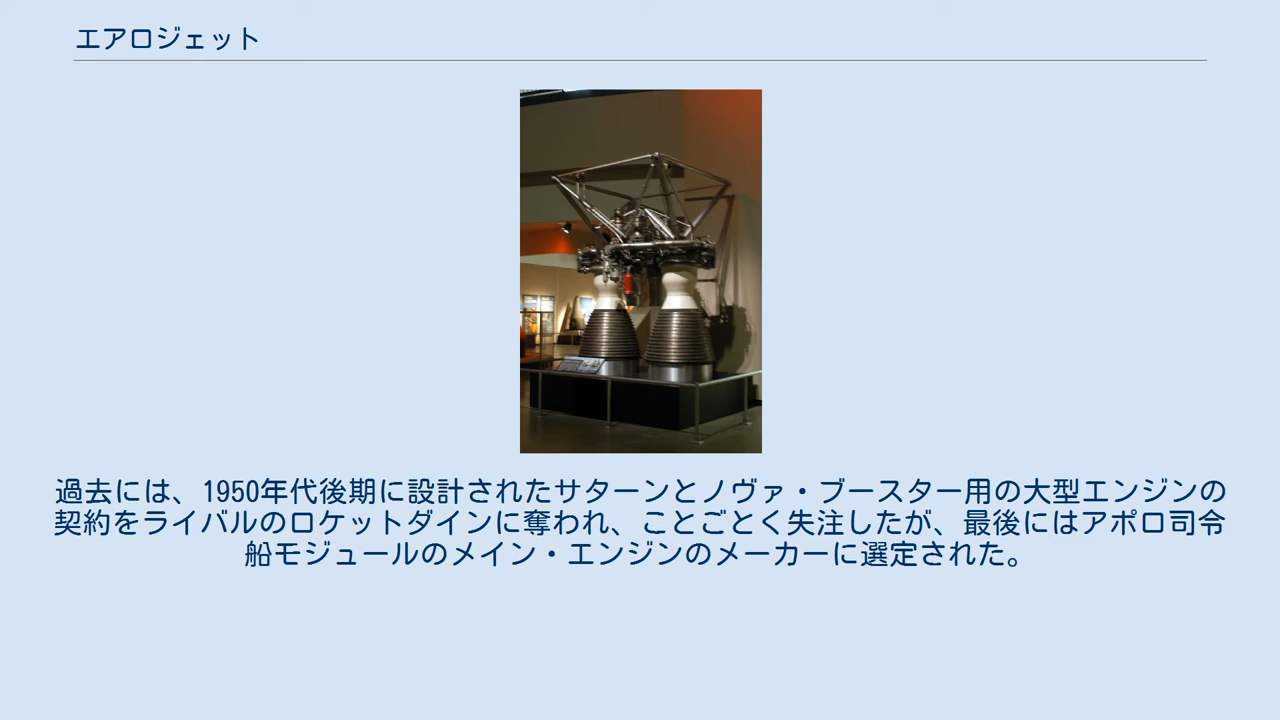 エアロジェット
過去には、1950年代後期に設計されたサターンとノヴァ・ブースター用の大型エンジンの
契約をライバルのロケットダインに奪われ、ことごとく失注したが、最後にはアポロ司令
船モジュールのメイン・エンジンのメーカーに選定された。